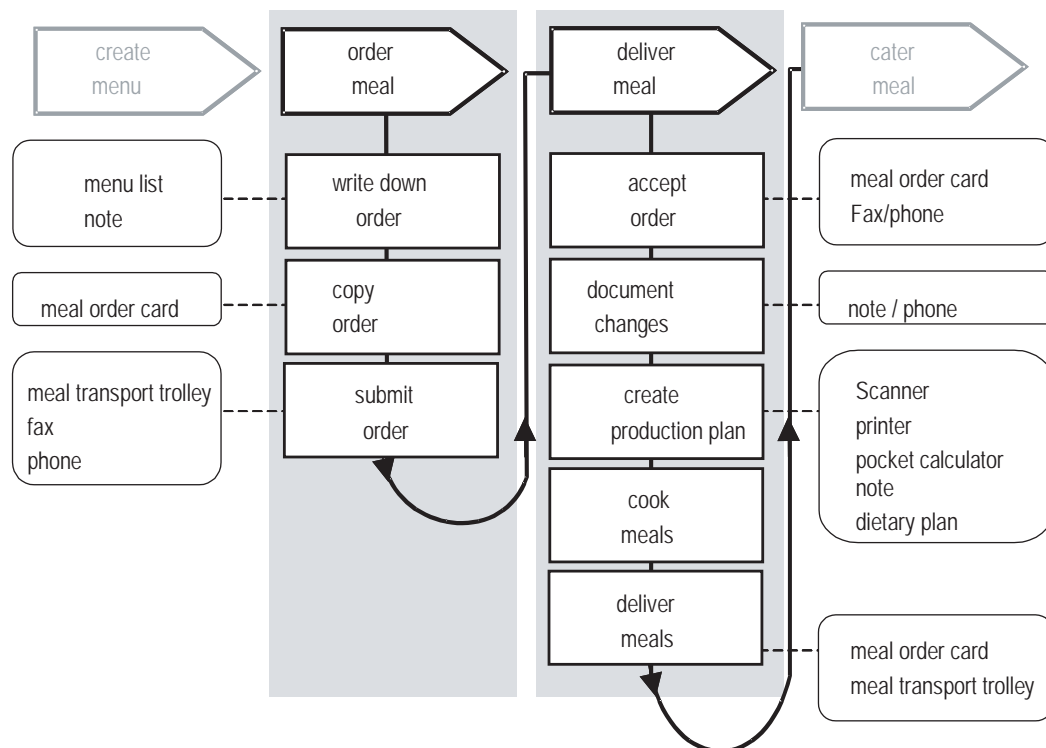 create
menu
order
meal
deliver
meal
cater
meal
menu list
note
write down
order
accept
order
meal order card
Fax/phone
meal order card
copy
order
document
changes
note / phone
meal transport trolley
fax
phone
submit
order
create
production plan
Scanner
printer
pocket calculator
note
dietary plan
cook
meals
deliver
meals
meal order card
meal transport trolley